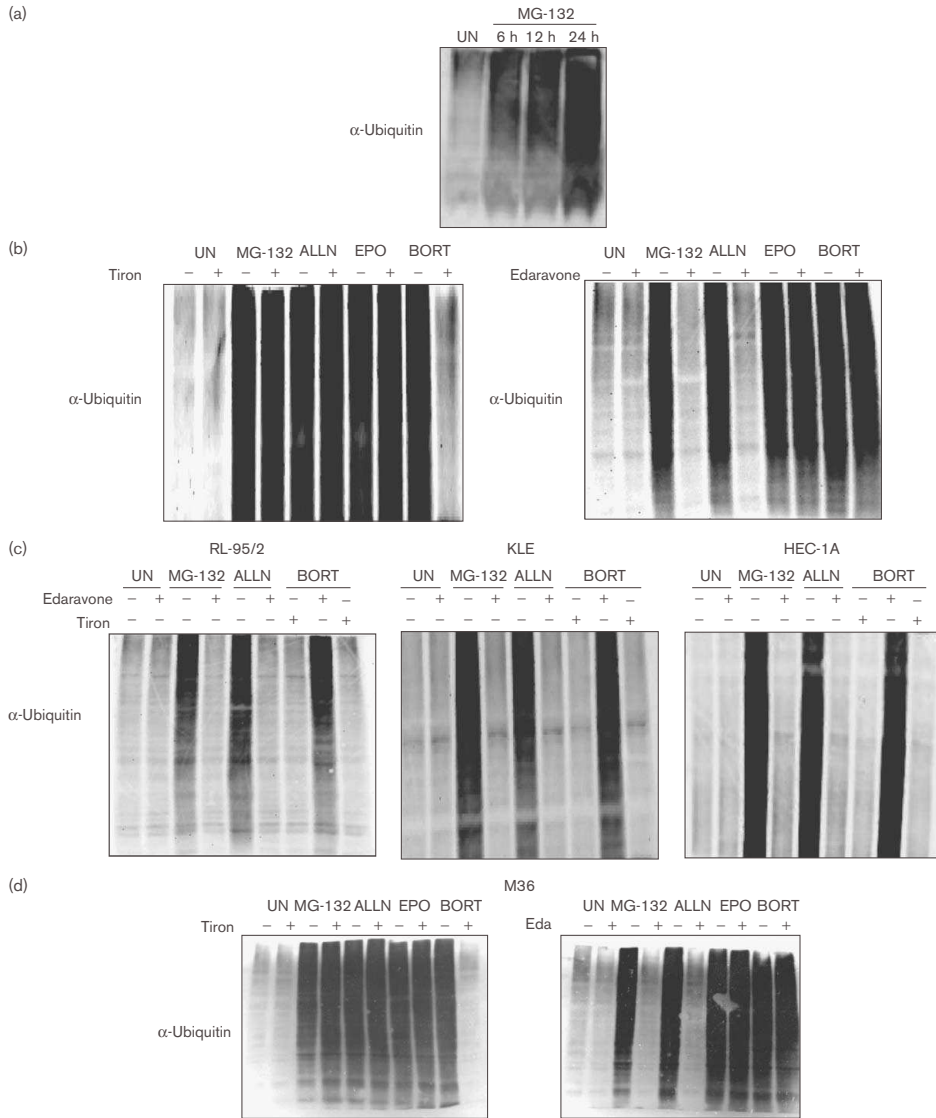 (a)
MG-132
UN 6 h 12 h 24 h
α-Ubiquitin
(b)
UN MG-132 ALLN EPO BORT
Tiron – + – + – + – + – +
α-Ubiquitin
UN MG-132 ALLN EPO BORT
Edaravone – + – + – + – + – +
α-Ubiquitin
(c)
RL-95/2 KLE HEC-1A
UN MG-132 ALLN BORT UN MG-132 ALLN BORT UN MG-132 ALLN BORT
Edaravone – + – + – + – + – – + – + – + – + – – + – + – + – + –
Tiron – – – – – – + – + – – – – – – + – + – – – – – – + – +
α-Ubiquitin
(d)
M36
UN MG-132 ALLN EPO BORT
Tiron – + – + – + – + – +
α-Ubiquitin
UN MG-132 ALLN EPO BORT
Eda – + – + – + – + – +